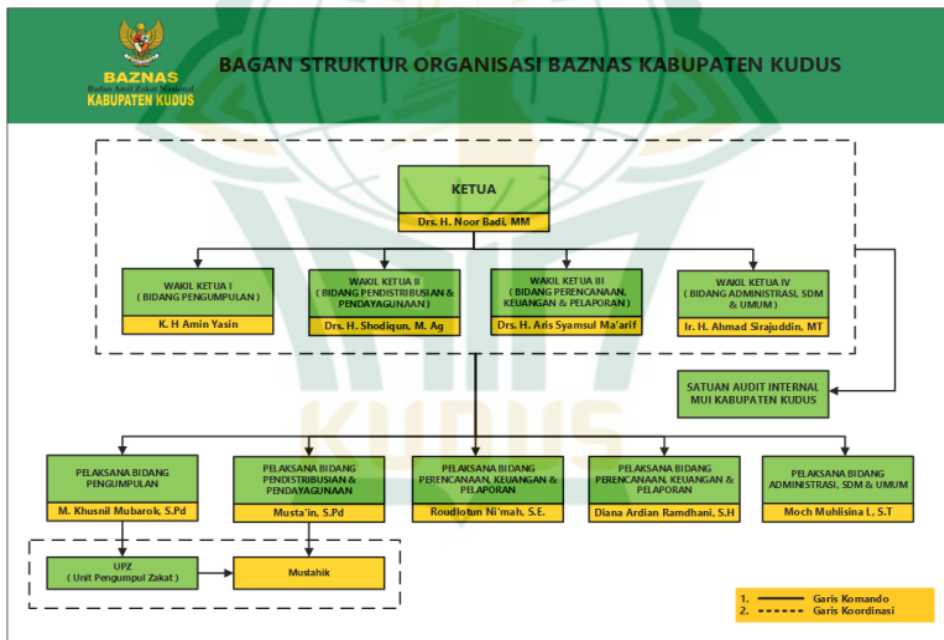 BAZNAS
Badan Amil Zakat Nasional
KABUPATEN KUDUS
BAGAN STRUKTUR ORGANISASI BAZNAS KABUPATEN KUDUS
KETUA
Drs. H. Noor Badi, MM
WAKIL KETUA I
( BIDANG PENGUMPULAN )
K. H Amin Yasin
WAKIL KETUA II
( BIDANG PENDISTRIBUSIAN &
PENDAYAGUNAAN )
Drs. H. Shodiqun, M. Ag
WAKIL KETUA III
( BIDANG PERENCANAAN,
KEUANGAN & PELAPORAN )
Drs. H. Aris Syamsul Ma'arif
WAKIL KETUA IV
( BIDANG ADMINISTRASI, SDM
& UMUM )
Ir. H. Ahmad Sirajuddin, MT
SATUAN AUDIT INTERNAL
MUI KABUPATEN KUDUS
KUDUS
PELAKSANA BIDANG
PENGUMPULAN
M. Khusnil Mubarok, S.Pd
PELAKSANA BIDANG
PENDISTRIBUSIAN &
PENDAYAGUNAAN
Musta'in, S.Pd
PELAKSANA BIDANG
PERENCANAAN, KEUANGAN &
PELAPORAN
Roudlotun Ni'mah, S.E.
PELAKSANA BIDANG
PERENCANAAN, KEUANGAN &
PELAPORAN
Diana Ardian Ramdhani, S.H
PELAKSANA BIDANG
ADMINISTRASI, SDM & UMUM
Moch Muhlisina L, S.T
UPZ
( Unit Pengumpul Zakat )
Mustahik
1. Garis Komando
2. Garis Koordinasi